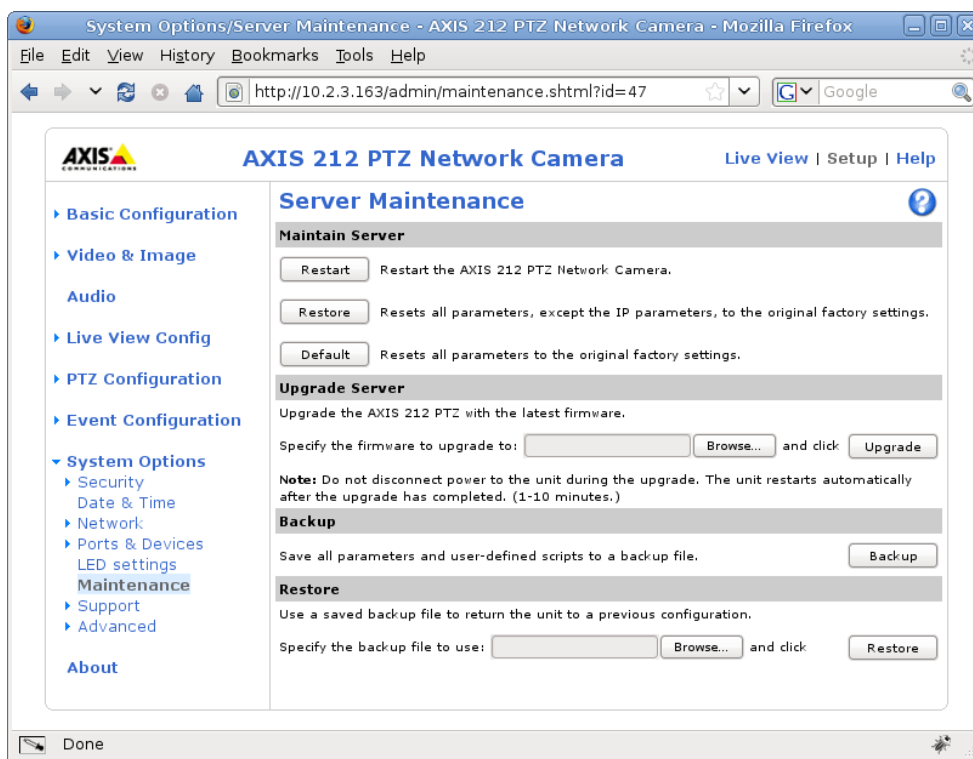 System Options/Server Maintenance - AXIS 212 PTZ Network Camera - Mozilla Firefox
File Edit View History Bookmarks Tools Help
http://10.2.3.163/admin/maintenance.shtml?id=47
G Google
AXIS
COMMUNICATIONS
AXIS 212 PTZ Network Camera
Live View | Setup | Help
Basic Configuration
Video & Image
Audio
Live View Config
PTZ Configuration
Event Configuration
System Options
Security
Date & Time
Network
Ports & Devices
LED settings
Maintenance
Support
Advanced
About
Server Maintenance
?
Maintain Server
Restart Restart the AXIS 212 PTZ Network Camera.
Restore Resets all parameters, except the IP parameters, to the original factory settings.
Default Resets all parameters to the original factory settings.
Upgrade Server
Upgrade the AXIS 212 PTZ with the latest firmware.
Specify the firmware to upgrade to: Browse... and click Upgrade
Note: Do not disconnect power to the unit during the upgrade. The unit restarts automatically
after the upgrade has completed. (1-10 minutes.)
Backup
Save all parameters and user-defined scripts to a backup file. Backup
Restore
Use a saved backup file to return the unit to a previous configuration.
Specify the backup file to use: Browse... and click Restore
Done